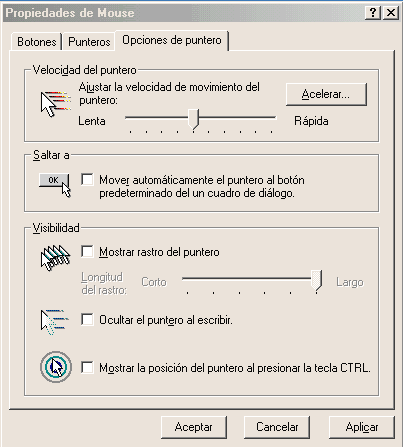 Propiedades de Mouse
Botones Punteros Opciones de puntero
Velocidad del puntero
Ajustar la velocidad de movimiento del
puntero:
Acelerar...
Lenta Rápida
Saltar a
OK
Mover automáticamente el puntero al botón
predeterminado del un cuadro de diálogo.
Visibilidad
Mostrar rastro del puntero
Longitud
del rastro:
Corto Largo
Ocultar el puntero al escribir.
Mostrar la posición del puntero al presionar la tecla CTRL.
Aceptar Cancelar Aplicar